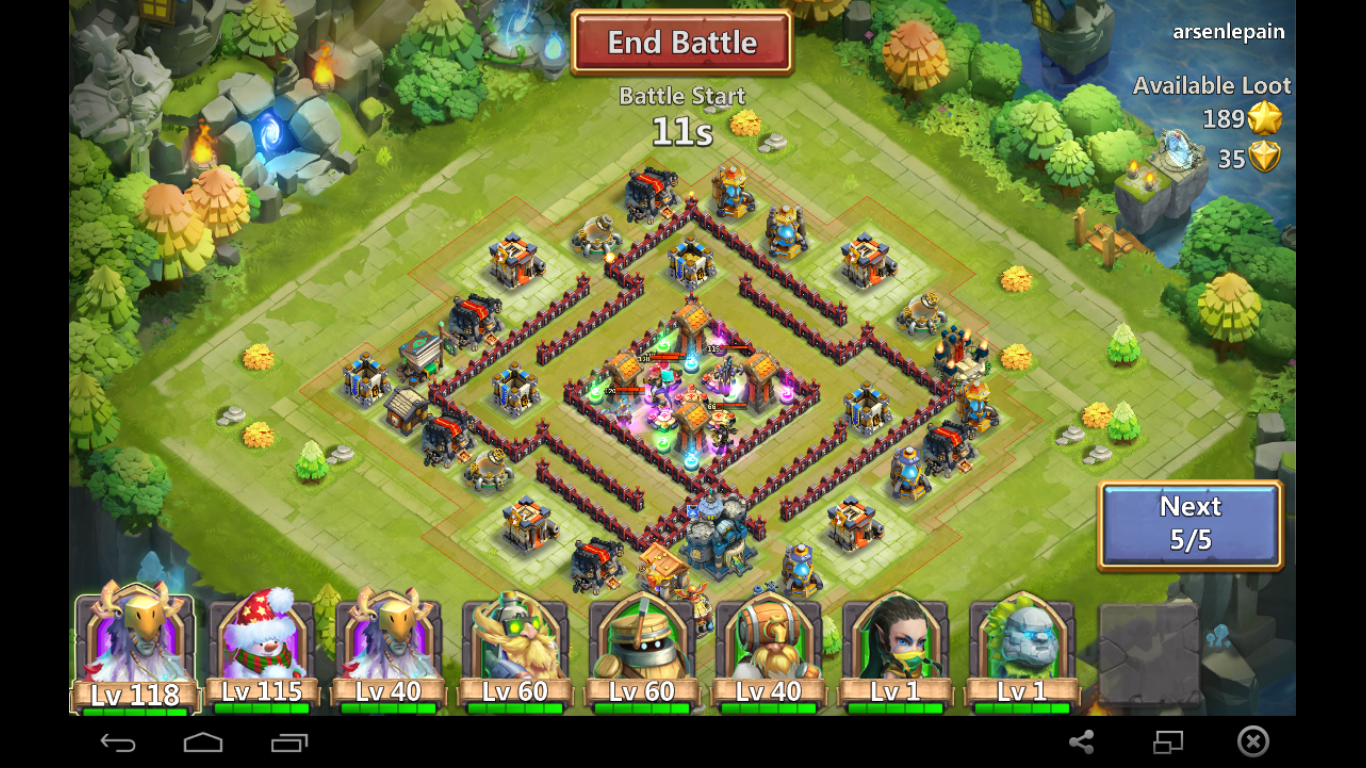 End Battle
arsenlepain
Battle Start
11s
Available Loot
189
35
Next
5/5
Lv 118
Lv 115
Lv 40
Lv 60
Lv 60
Lv 40
Lv 1
Lv 1